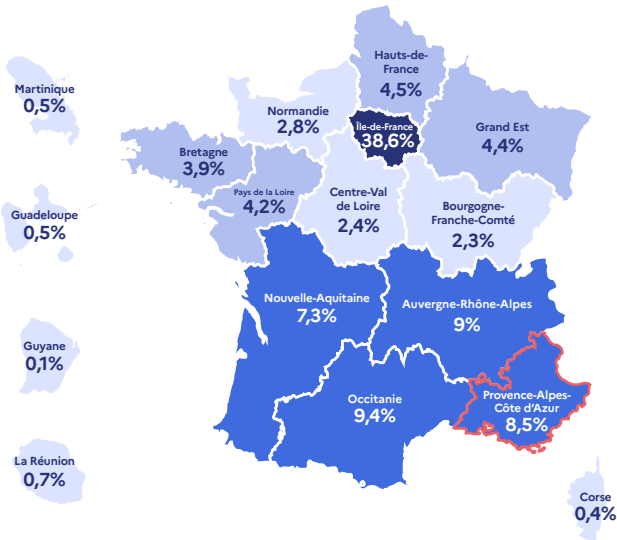 Hauts-de-
France
4,5%
Martinique
0,5%
Normandie
2,8%
Île-de-France
38,6%
Grand Est
4,4%
Bretagne
3,9%
Pays de la Loire
4,2%
Centre-Val
de Loire
2,4%
Bourgogne-
Franche-Comté
2,3%
Guadeloupe
0,5%
Nouvelle-Aquitaine
7,3%
Auvergne-Rhône-Alpes
9%
Guyane
0,1%
Occitanie
9,4%
Provence-Alpes-
Côte d'Azur
8,5%
La Réunion
0,7%
Corse
0,4%